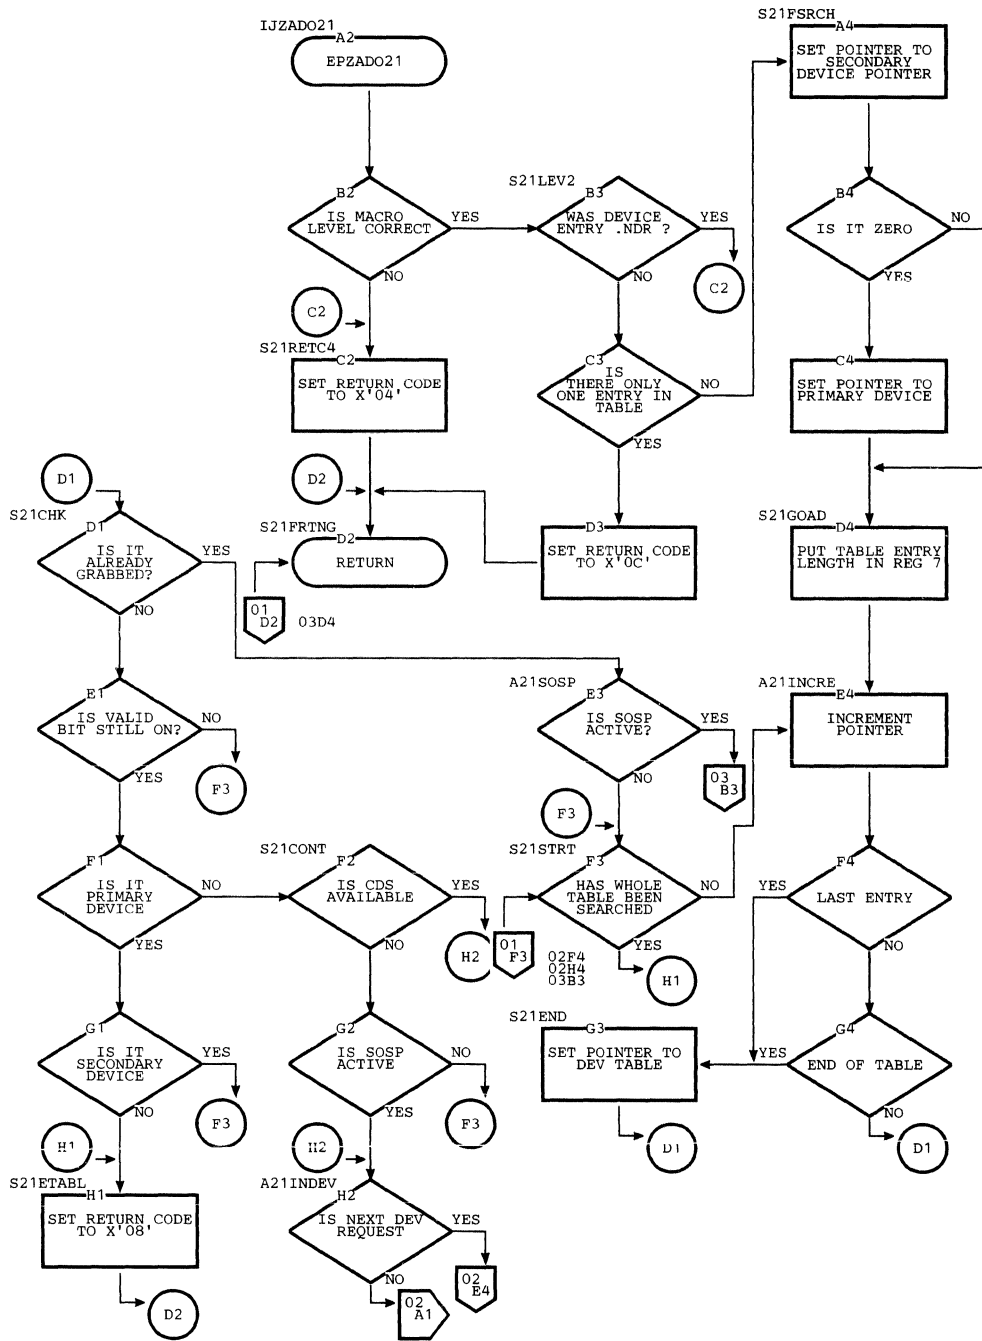 IJZADO21
A2
EPZADO21
B2
IS MACRO
LEVEL CORRECT
YES
NO
C2
S21RETC4
C2
SET RETURN CODE
TO X'04'
D2
S21FRTNG
D2
RETURN
01
D2
03D4
S21LEV2
B3
WAS DEVICE
ENTRY .NDR ?
YES
C2
NO
C3
IS
THERE ONLY
ONE ENTRY IN
TABLE
NO
YES
D3
SET RETURN CODE
TO X'0C'
S21FSRCH
A4
SET POINTER TO
SECONDARY
DEVICE POINTER
B4
IS IT ZERO
NO
YES
C4
SET POINTER TO
PRIMARY DEVICE
S21GOAD
D4
PUT TABLE ENTRY
LENGTH IN REG 7
A21INCRE
E4
INCREMENT
POINTER
F4
LAST ENTRY
YES
NO
G4
END OF TABLE
YES
NO
D1
S21END
G3
SET POINTER TO
DEV TABLE
D1
D1
S21CHK
D1
IS IT
ALREADY
GRABBED?
YES
NO
E1
IS VALID
BIT STILL ON?
NO
F3
YES
F1
IS IT
PRIMARY
DEVICE
NO
YES
G1
IS IT
SECONDARY
DEVICE
YES
F3
NO
H1
S21ETABL
H1
SET RETURN CODE
TO X'08'
D2
S21CONT
F2
IS CDS
AVAILABLE
YES
H2
NO
G2
IS SOSP
ACTIVE
NO
F3
YES
H2
A21INDEV
H2
IS NEXT DEV
REQUEST
YES
02
E4
NO
02
A1
A21SOSP
E3
IS SOSP
ACTIVE?
YES
03
B3
NO
F3
S21STRT
F3
HAS WHOLE
TABLE BEEN
SEARCHED
NO
YES
H1
01
F3
02F4
02H4
03B3